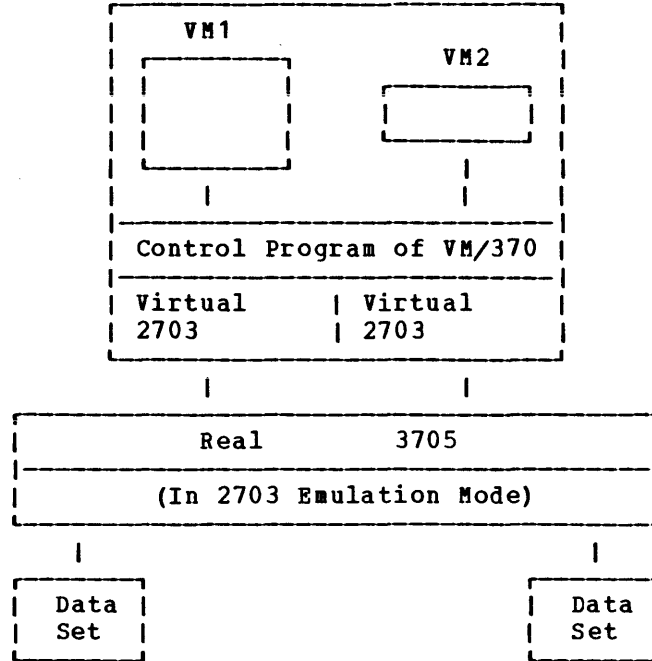 VM1
VM2
Control Program of VM/370
Virtual | Virtual
2703 | 2703
Real 3705
(In 2703 Emulation Mode)
Data Data
Set Set